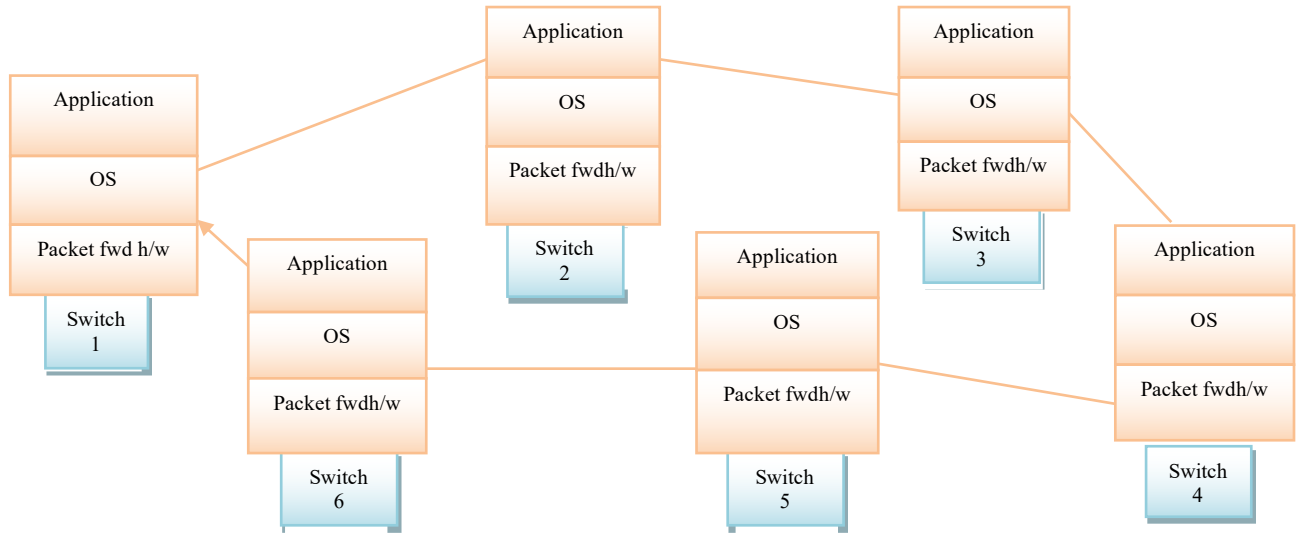 Application
OS
Packet fwd h/w
Switch
1
Application
OS
Packet fwdh/w
Switch
2
Application
OS
Packet fwdh/w
Switch
3
Application
OS
Packet fwdh/w
Switch
4
Application
OS
Packet fwdh/w
Switch
5
Application
OS
Packet fwdh/w
Switch
6